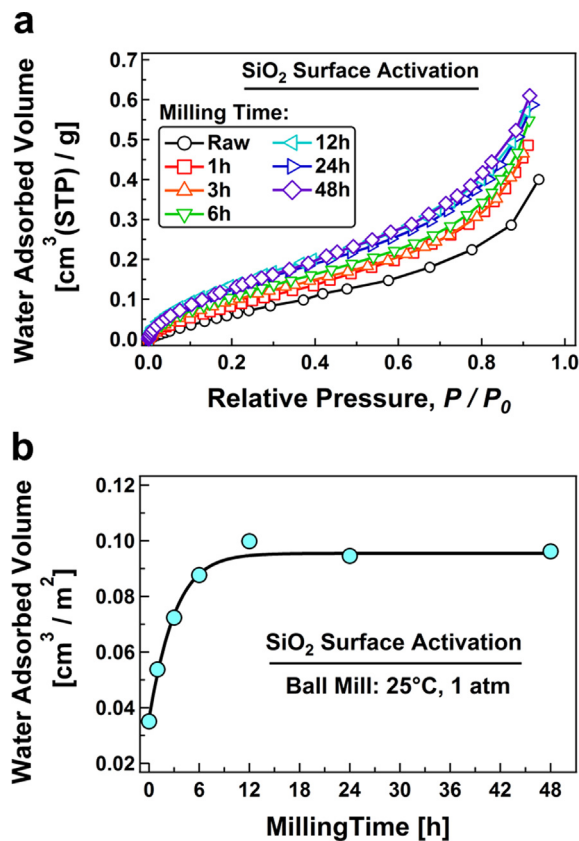 a
SiO₂ Surface Activation
Milling Time:
Raw
1h
3h
6h
12h
24h
48h
0.7
0.6
0.5
0.4
0.3
0.2
0.1
0.0
Water Adsorbed Volume
[cm³(STP) / g]
0.0 0.2 0.4 0.6 0.8 1.0
Relative Pressure, P / P₀
b
0.12
0.10
0.08
0.06
0.04
0.02
Water Adsorbed Volume
[cm³ / m²]
SiO₂ Surface Activation
Ball Mill: 25°C, 1 atm
0 6 12 18 24 30 36 42 48
MillingTime [h]